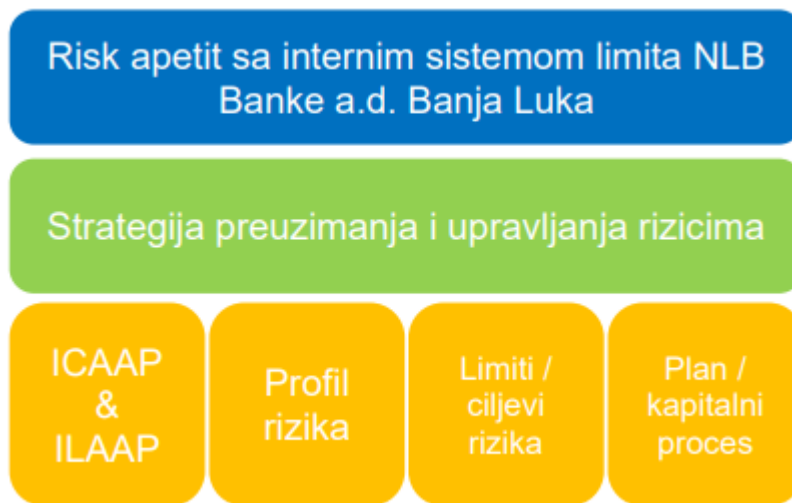 Risk apetit sa internim sistemom limita NLB
Banke a.d. Banja Luka
Strategija preuzimanja i upravljanja rizicima
ICAAP
&
ILAAP
Profil
rizika
Limiti /
ciljevi
rizika
Plan /
kapitalni
proces